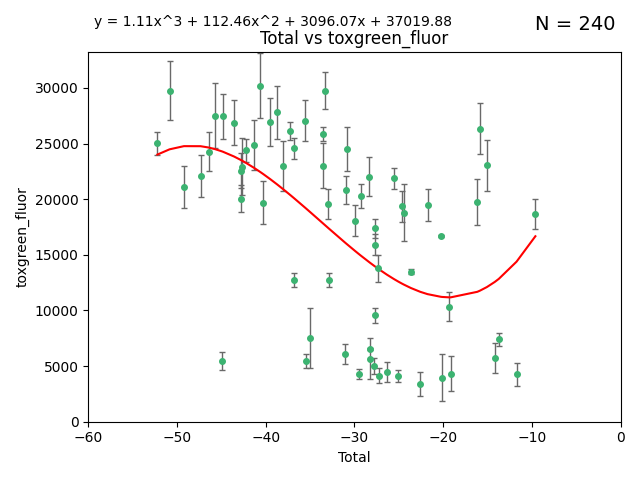 y = 1.11x^3 + 112.46x^2 + 3096.07x + 37019.88
N = 240
Total vs toxgreen_fluor
30000
25000
20000
15000
10000
5000
0
toxgreen_fluor
−60
−50
−40
−30
−20
−10
0
Total